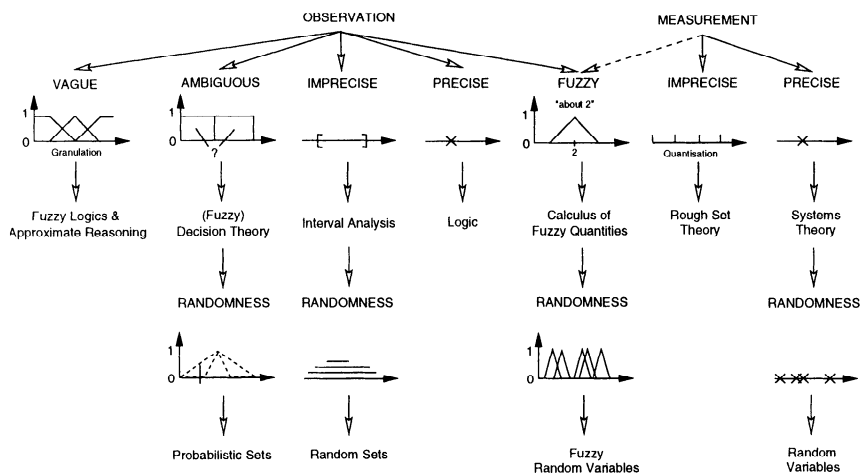 OBSERVATION
MEASUREMENT
VAGUE
AMBIGUOUS
IMPRECISE
PRECISE
FUZZY
IMPRECISE
PRECISE
1
0
Granulation
1
0
?
"about 2"
1
0
2
Quantisation
Fuzzy Logics &
Approximate Reasoning
(Fuzzy)
Decision Theory
Interval Analysis
Logic
Calculus of
Fuzzy Quantities
Rough Set
Theory
Systems
Theory
RANDOMNESS
RANDOMNESS
RANDOMNESS
RANDOMNESS
1
0
1
0
Probabilistic Sets
Random Sets
Fuzzy
Random Variables
Random
Variables